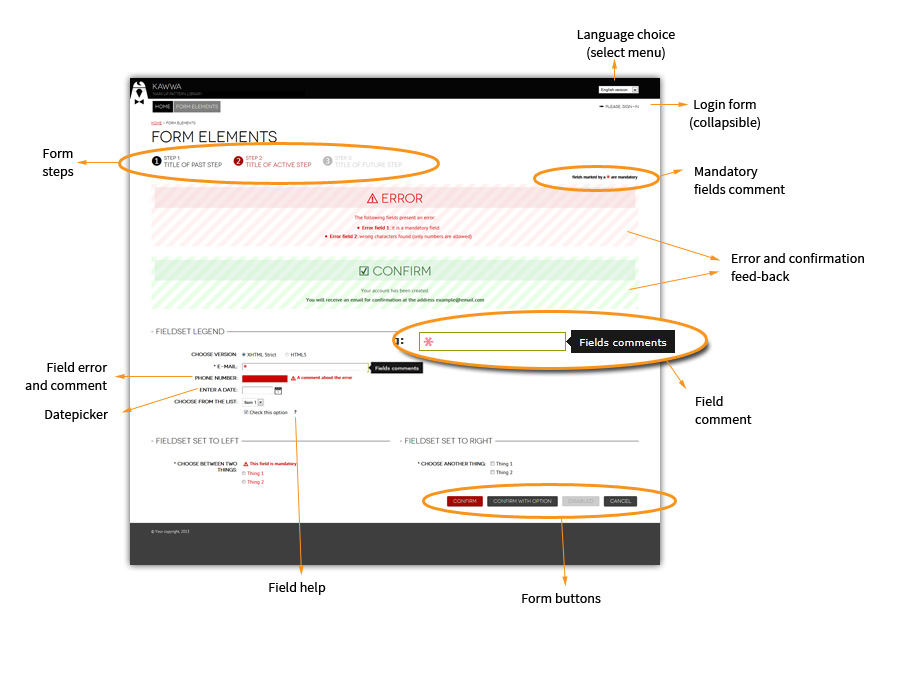 Language choice
(select menu)
KAWWA
MARKUP PATTERN LIBRARY
English version
HOME
FORM ELEMENTS
PLEASE, SIGN-IN
Login form
(collapsible)
HOME > FORM ELEMENTS
FORM ELEMENTS
Form
steps
1 STEP 1:
TITLE OF PAST STEP
2 STEP 2:
TITLE OF ACTIVE STEP
3 STEP 3:
TITLE OF FUTURE STEP
fields marked by a * are mandatory
Mandatory
fields comment
ERROR
The following fields present an error:
• Error field 1: it is a mandatory field.
• Error field 2: wrong characters found (only numbers are allowed)
Error and confirmation
feed-back
CONFIRM
Your account has been created.
You will receive an email for confirmation at the address example@email.com
- FIELDSET LEGEND
:
*
Fields comments
CHOOSE VERSION:
XHTML Strict
HTML5
* E-MAIL:
*
Fields comments
Field error
and comment
PHONE NUMBER:
A comment about the error
ENTER A DATE:
Datepicker
CHOOSE FROM THE LIST:
Item 1
Check this option
?
Field
comment
- FIELDSET SET TO LEFT
- FIELDSET SET TO RIGHT
* CHOOSE BETWEEN TWO
THINGS:
This field is mandatory
Thing 1
Thing 2
* CHOOSE ANOTHER THING:
Thing 1
Thing 2
CONFIRM
CONFIRM WITH OPTION
DISABLED
CANCEL
© Your copyright, 2013
Field help
Form buttons